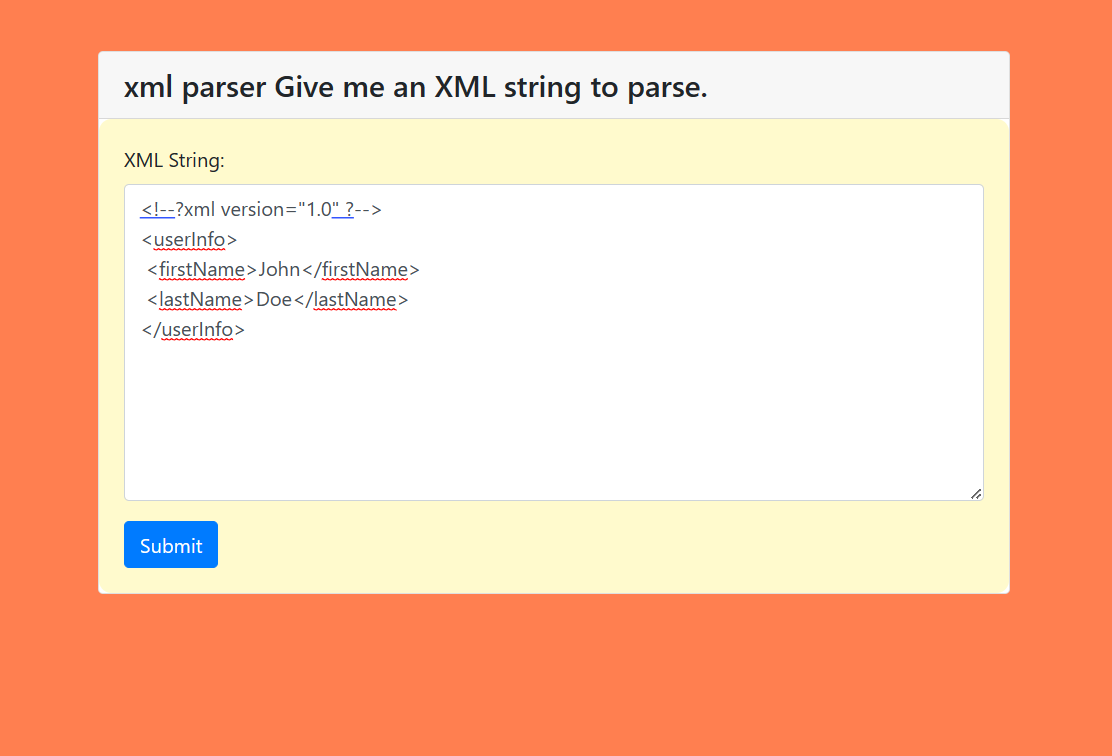 xml parser Give me an XML string to parse.
XML String:
<!--?xml version="1.0" ?-->
<userInfo>
<firstName>John</firstName>
<lastName>Doe</lastName>
</userInfo>
Submit